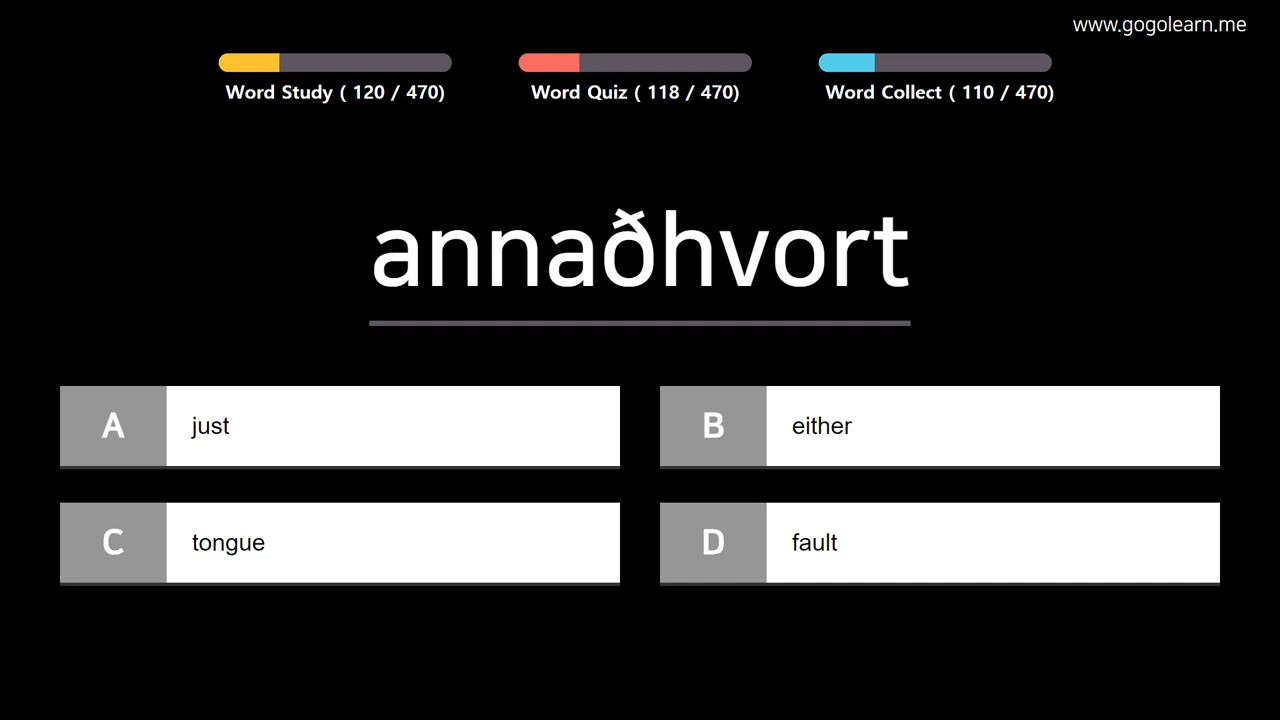 www.gogolearn.me
Word Study ( 120 / 470)
Word Quiz ( 118 / 470)
Word Collect ( 110 / 470)
annaðhvort
A just
B either
C tongue
D fault